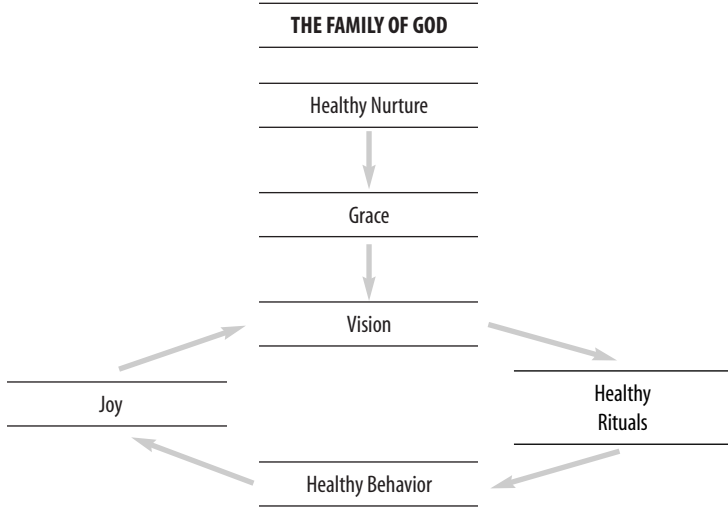 THE FAMILY OF GOD
Healthy Nurture
Grace
Vision
Joy
Healthy
Rituals
Healthy Behavior